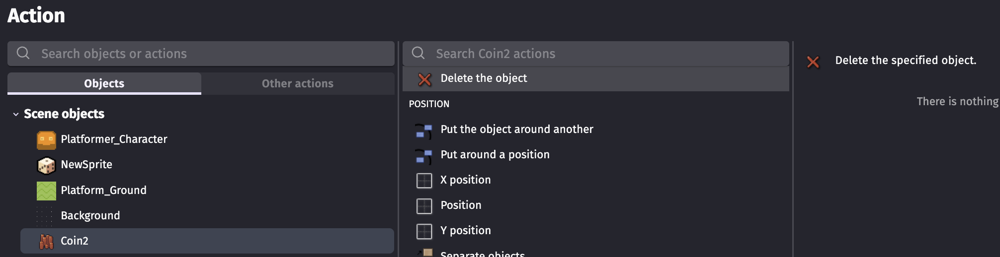 Action
Search objects or actions
Objects
Other actions
Scene objects
Platformer_Character
NewSprite
Platform_Ground
Background
Coin2
Search Coin2 actions
Delete the object
POSITION
Put the object around another
Put around a position
X position
Position
Y position
Separate objects
Delete the specified object.
There is nothing